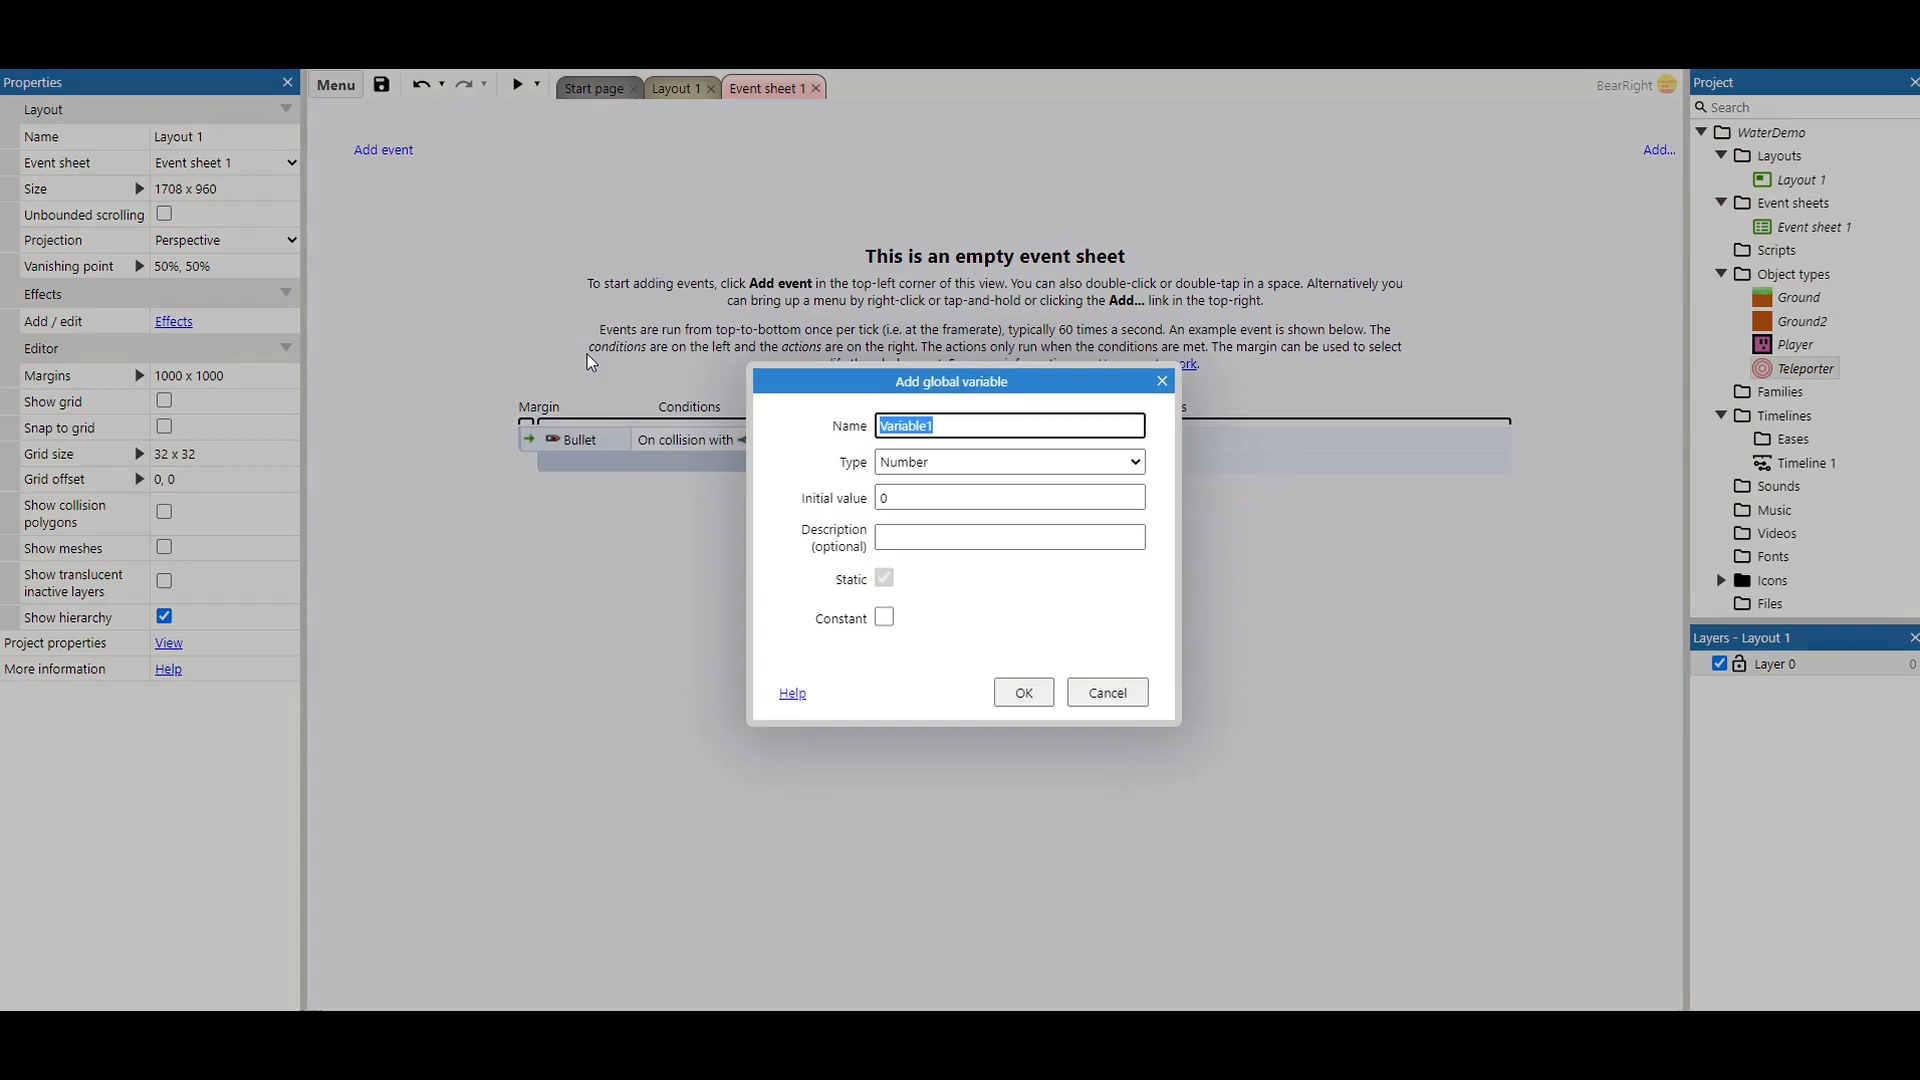 Properties
Layout
Name Layout 1
Event sheet Event sheet 1
Size 1708 x 960
Unbounded scrolling
Projection Perspective
Vanishing point 50%, 50%
Effects
Add / edit Effects
Editor
Margins 1000 x 1000
Show grid
Snap to grid
Grid size 32 x 32
Grid offset 0, 0
Show collision
polygons
Show meshes
Show translucent
inactive layers
Show hierarchy
Project properties View
More information Help
Menu
Start page
Layout 1
Event sheet 1
BearRight
Add event
Add...
This is an empty event sheet
To start adding events, click Add event in the top-left corner of this view. You can also double-click or double-tap in a space. Alternatively you
can bring up a menu by right-click or tap-and-hold or clicking the Add... link in the top-right.
Events are run from top-to-bottom once per tick (i.e. at the framerate), typically 60 times a second. An example event is shown below. The
conditions are on the left and the actions are on the right. The actions only run when the conditions are met. The margin can be used to select
Margin Conditions
Bullet On collision with
Add global variable
Name Variable1
Type Number
Initial value 0
Description
(optional)
Static
Constant
Help OK Cancel
Project
Search
WaterDemo
Layouts
Layout 1
Event sheets
Event sheet 1
Scripts
Object types
Ground
Ground2
Player
Teleporter
Families
Timelines
Eases
Timeline 1
Sounds
Music
Videos
Fonts
Icons
Files
Layers - Layout 1
Layer 0 0